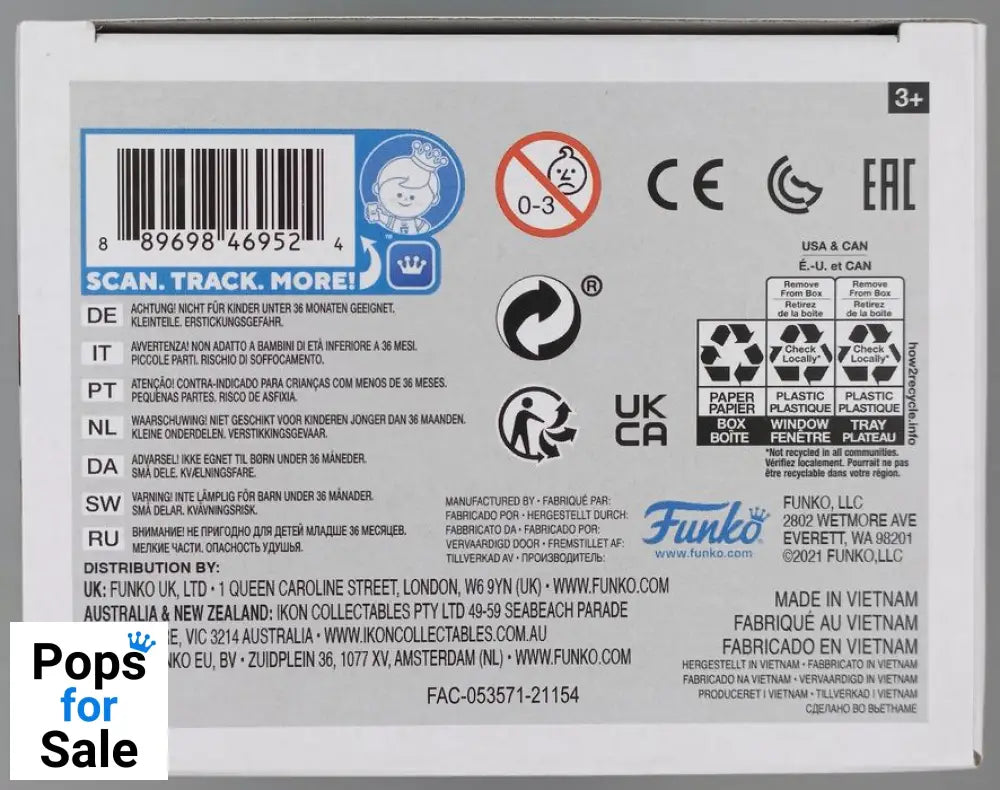 3+
8 89698 46952 4
SCAN. TRACK. MORE!
™
0-3
CE
EAC
®
USA & CAN
É.-U. et CAN
Remove From Box
Retirez de la boîte
Remove From Box
Retirez de la boîte
Check Locally*
Check Locally*
PAPER PAPIER
PLASTIC PLASTIQUE
PLASTIC PLASTIQUE
BOX BOÎTE
WINDOW FENÊTRE
TRAY PLATEAU
how2recycle.info
*Not recycled in all communities.
Vérifiez localement. Pourrait ne pas
être recyclable dans votre région.
UK
CA
DE ACHTUNG! NICHT FÜR KINDER UNTER 36 MONATEN GEEIGNET.
KLEINTEILE. ERSTICKUNGSGEFAHR.
IT AVVERTENZA! NON ADATTO A BAMBINI DI ETÀ INFERIORE A 36 MESI.
PICCOLE PARTI. RISCHIO DI SOFFOCAMENTO.
PT ATENÇÃO! CONTRA-INDICADO PARA CRIANÇAS COM MENOS DE 36 MESES.
PEQUENAS PARTES. RISCO DE ASFIXIA.
NL WAARSCHUWING! NIET GESCHIKT VOOR KINDEREN JONGER DAN 36 MAANDEN.
KLEINE ONDERDELEN. VERSTIKKINGSGEVAAR.
DA ADVARSEL! IKKE EGNET TIL BØRN UNDER 36 MÅNEDER.
SMÅ DELE. KVÆLNINGSFARE.
SW VARNING! INTE LÄMPLIG FÖR BARN UNDER 36 MÅNADER.
SMÅ DELAR. KVÄVNINGSRISK.
RU ВНИМАНИЕ! НЕ ПРИГОДНО ДЛЯ ДЕТЕЙ МЛАДШЕ 36 МЕСЯЦЕВ.
МЕЛКИЕ ЧАСТИ. ОПАСНОСТЬ УДУШЬЯ.
MANUFACTURED BY • FABRIQUÉ PAR:
FABRICADO POR • HERGESTELLT DURCH:
FABBRICATO DA • FABRICADO POR:
VERVAARDIGD DOOR • FREMSTILLET AF:
TILLVERKAD AV • ПРОИЗВОДИТЕЛЬ:
Funko
www.funko.com
FUNKO, LLC
2802 WETMORE AVE
EVERETT, WA 98201
©2021 FUNKO,LLC
DISTRIBUTION BY:
UK: FUNKO UK, LTD • 1 QUEEN CAROLINE STREET, LONDON, W6 9YN (UK) • WWW.FUNKO.COM
AUSTRALIA & NEW ZEALAND: IKON COLLECTABLES PTY LTD 49-59 SEABEACH PARADE
RE, VIC 3214 AUSTRALIA • WWW.IKONCOLLECTABLES.COM.AU
NKO EU, BV • ZUIDPLEIN 36, 1077 XV, AMSTERDAM (NL) • WWW.FUNKO.COM
FAC-053571-21154
MADE IN VIETNAM
FABRIQUÉ AU VIETNAM
FABRICADO EN VIETNAM
HERGESTELLT IN VIETNAM • FABBRICATO IN VIETNAM
FABRICADO NA VIETNAM • VERVAARDIGD IN VIETNAM
PRODUCERET I VIETNAM • TILLVERKAD I VIETNAM
СДЕЛАНО ВО ВЬЕТНАМЕ
Pops
for
Sale